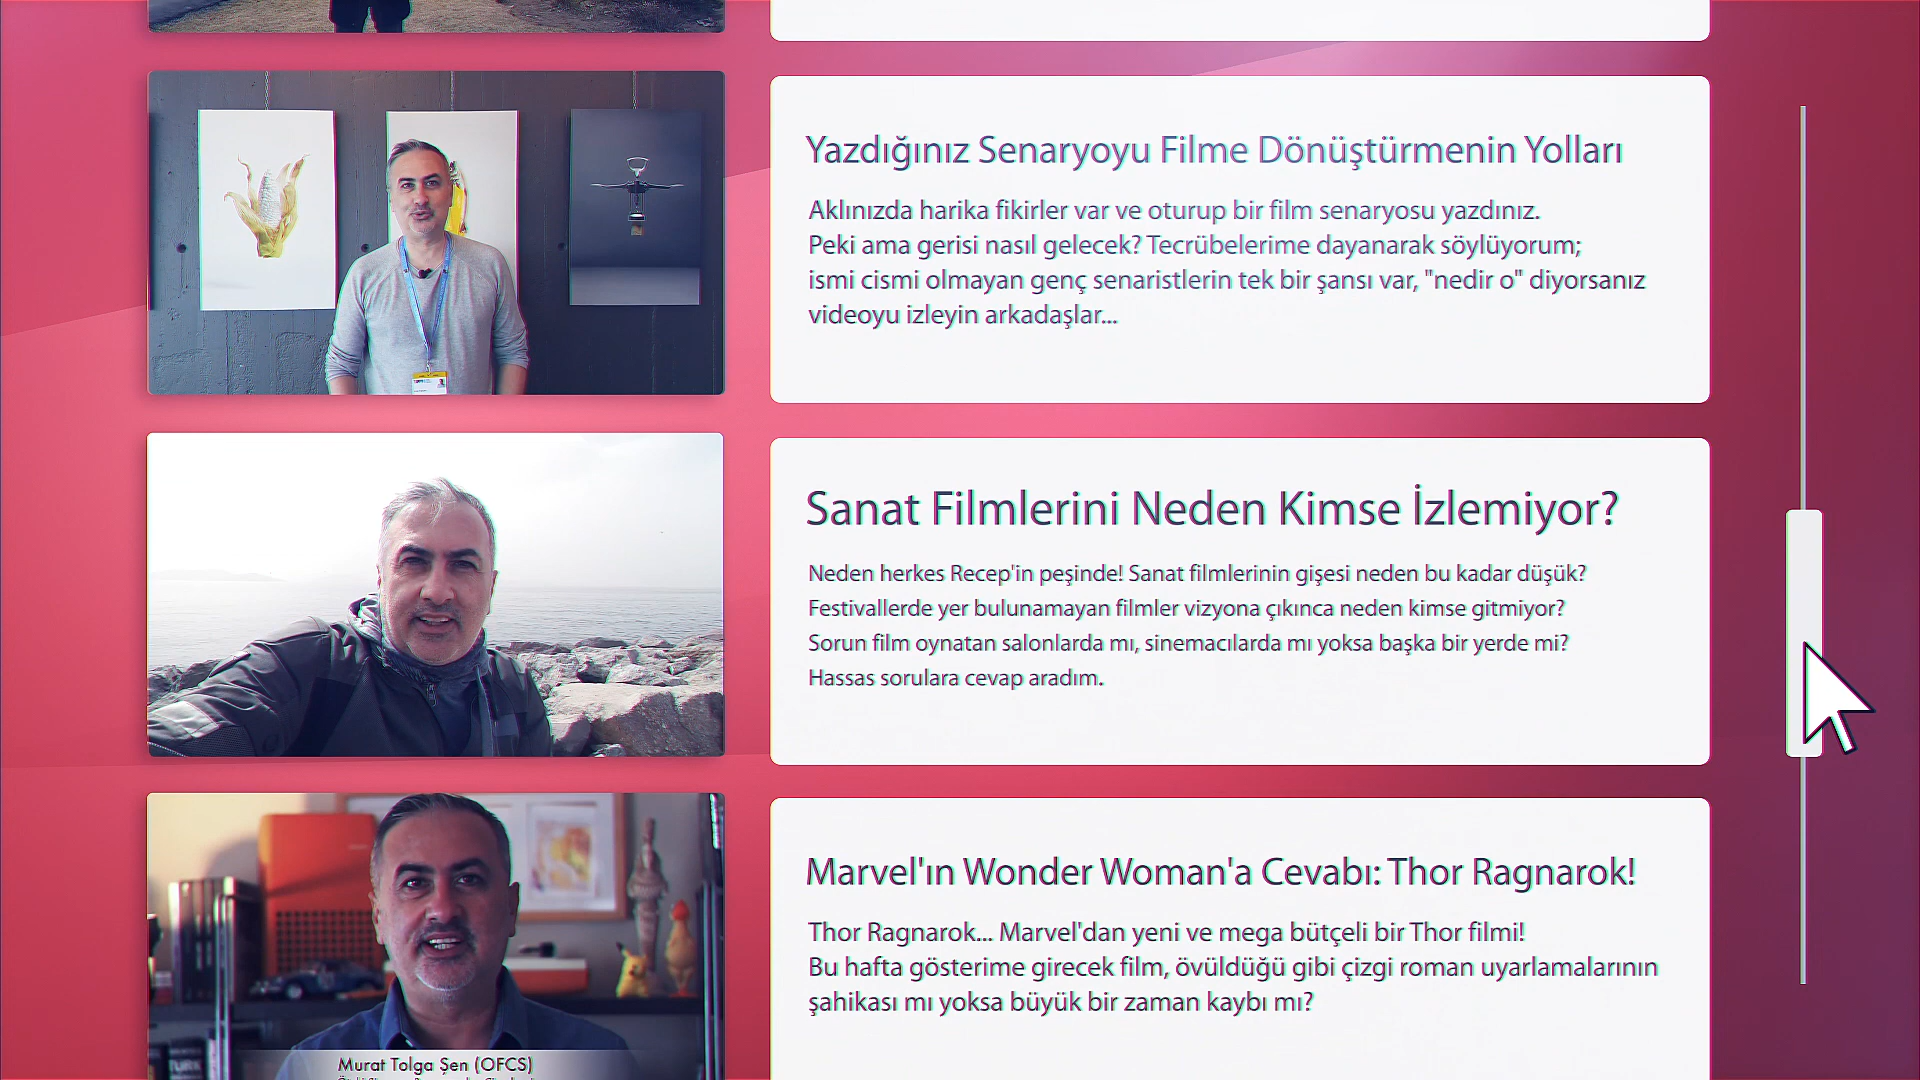 Yazdığınız Senaryoyu Filme Dönüştürmenin Yolları
Aklınızda harika fikirler var ve oturup bir film senaryosu yazdınız.
Peki ama gerisi nasıl gelecek? Tecrübelerime dayanarak söylüyorum;
ismi cismi olmayan genç senaristlerin tek bir şansı var, "nedir o" diyorsanız
videoyu izleyin arkadaşlar...
Sanat Filmlerini Neden Kimse İzlemiyor?
Neden herkes Recep'in peşinde! Sanat filmlerinin gişesi neden bu kadar düşük?
Festivallerde yer bulunamayan filmler vizyona çıkınca neden kimse gitmiyor?
Sorun film oynatan salonlarda mı, sinemacılarda mı yoksa başka bir yerde mi?
Hassas sorulara cevap aradım.
Marvel'ın Wonder Woman'a Cevabı: Thor Ragnarok!
Thor Ragnarok... Marvel'dan yeni ve mega bütçeli bir Thor filmi!
Bu hafta gösterime girecek film, övüldüğü gibi çizgi roman uyarlamalarının
şahikası mı yoksa büyük bir zaman kaybı mı?
Murat Tolga Şen (OFCS)